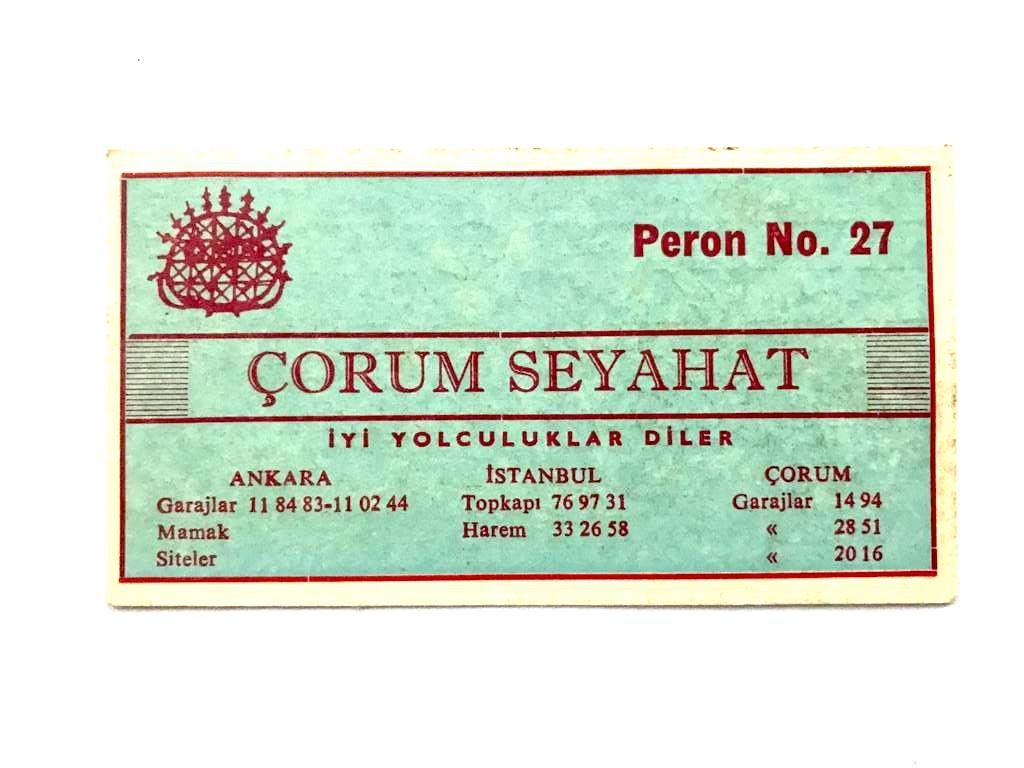 Peron No. 27
ÇORUM SEYAHAT
İYİ YOLCULUKLAR DİLER
ANKARA İSTANBUL ÇORUM
Garajlar 11 84 83-11 02 44 Topkapı 76 97 31 Garajlar 14 94
Mamak Harem 33 26 58 « 28 51
Siteler « 20 16